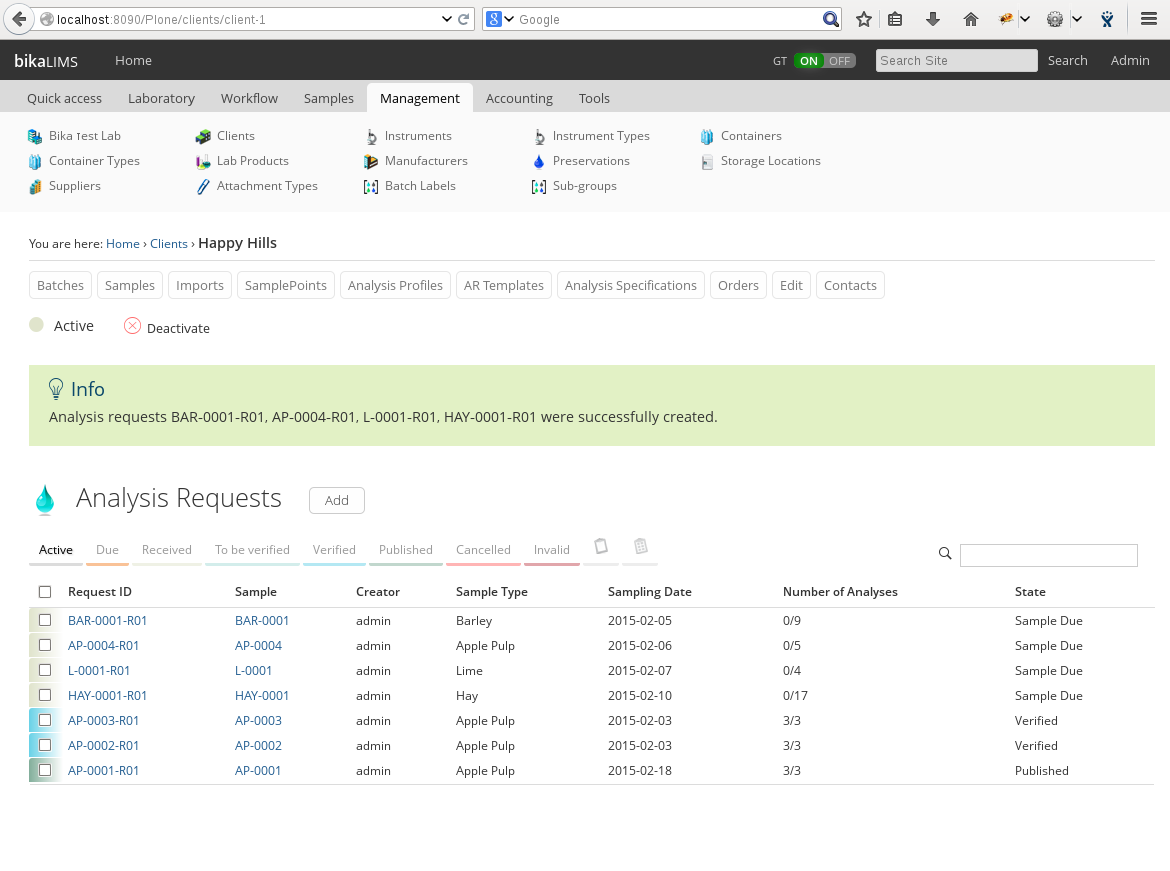 localhost:8090/Plone/clients/client-1 8 Google
bikaLIMS Home GT ON OFF Search Site Search Admin
Quick access Laboratory Workflow Samples Management Accounting Tools
Bika Test Lab Clients Instruments Instrument Types Containers
Container Types Lab Products Manufacturers Preservations Storage Locations
Suppliers Attachment Types Batch Labels Sub-groups
You are here: Home › Clients › Happy Hills
Batches Samples Imports SamplePoints Analysis Profiles AR Templates Analysis Specifications Orders Edit Contacts
Active Deactivate
Info
Analysis requests BAR-0001-R01, AP-0004-R01, L-0001-R01, HAY-0001-R01 were successfully created.
Analysis Requests Add
Active Due Received To be verified Verified Published Cancelled Invalid
Request ID Sample Creator Sample Type Sampling Date Number of Analyses State
BAR-0001-R01 BAR-0001 admin Barley 2015-02-05 0/9 Sample Due
AP-0004-R01 AP-0004 admin Apple Pulp 2015-02-06 0/5 Sample Due
L-0001-R01 L-0001 admin Lime 2015-02-07 0/4 Sample Due
HAY-0001-R01 HAY-0001 admin Hay 2015-02-10 0/17 Sample Due
AP-0003-R01 AP-0003 admin Apple Pulp 2015-02-03 3/3 Verified
AP-0002-R01 AP-0002 admin Apple Pulp 2015-02-03 3/3 Verified
AP-0001-R01 AP-0001 admin Apple Pulp 2015-02-18 3/3 Published